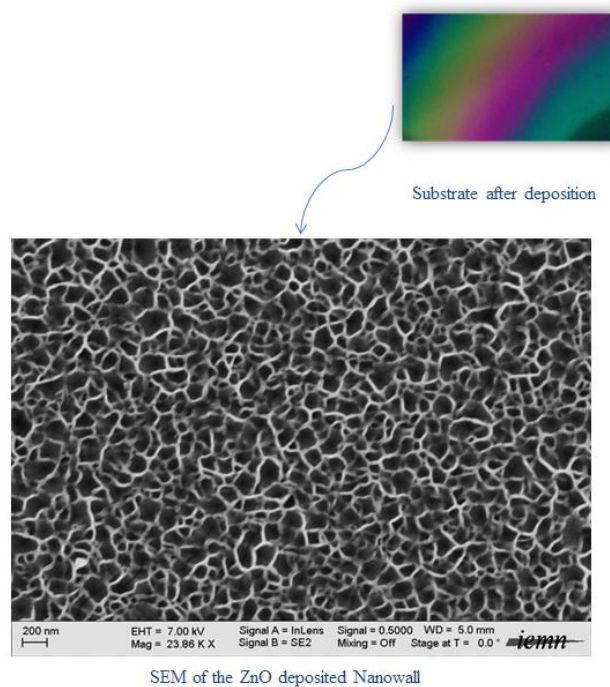 Substrate after deposition
200 nm
EHT = 7.00 kV
Mag = 23.86 K X
Signal A = InLens
Signal B = SE2
Signal = 0.5000
Mixing = Off
WD = 5.0 mm
Stage at T = 0.0 °
iemn
SEM of the ZnO deposited Nanowall